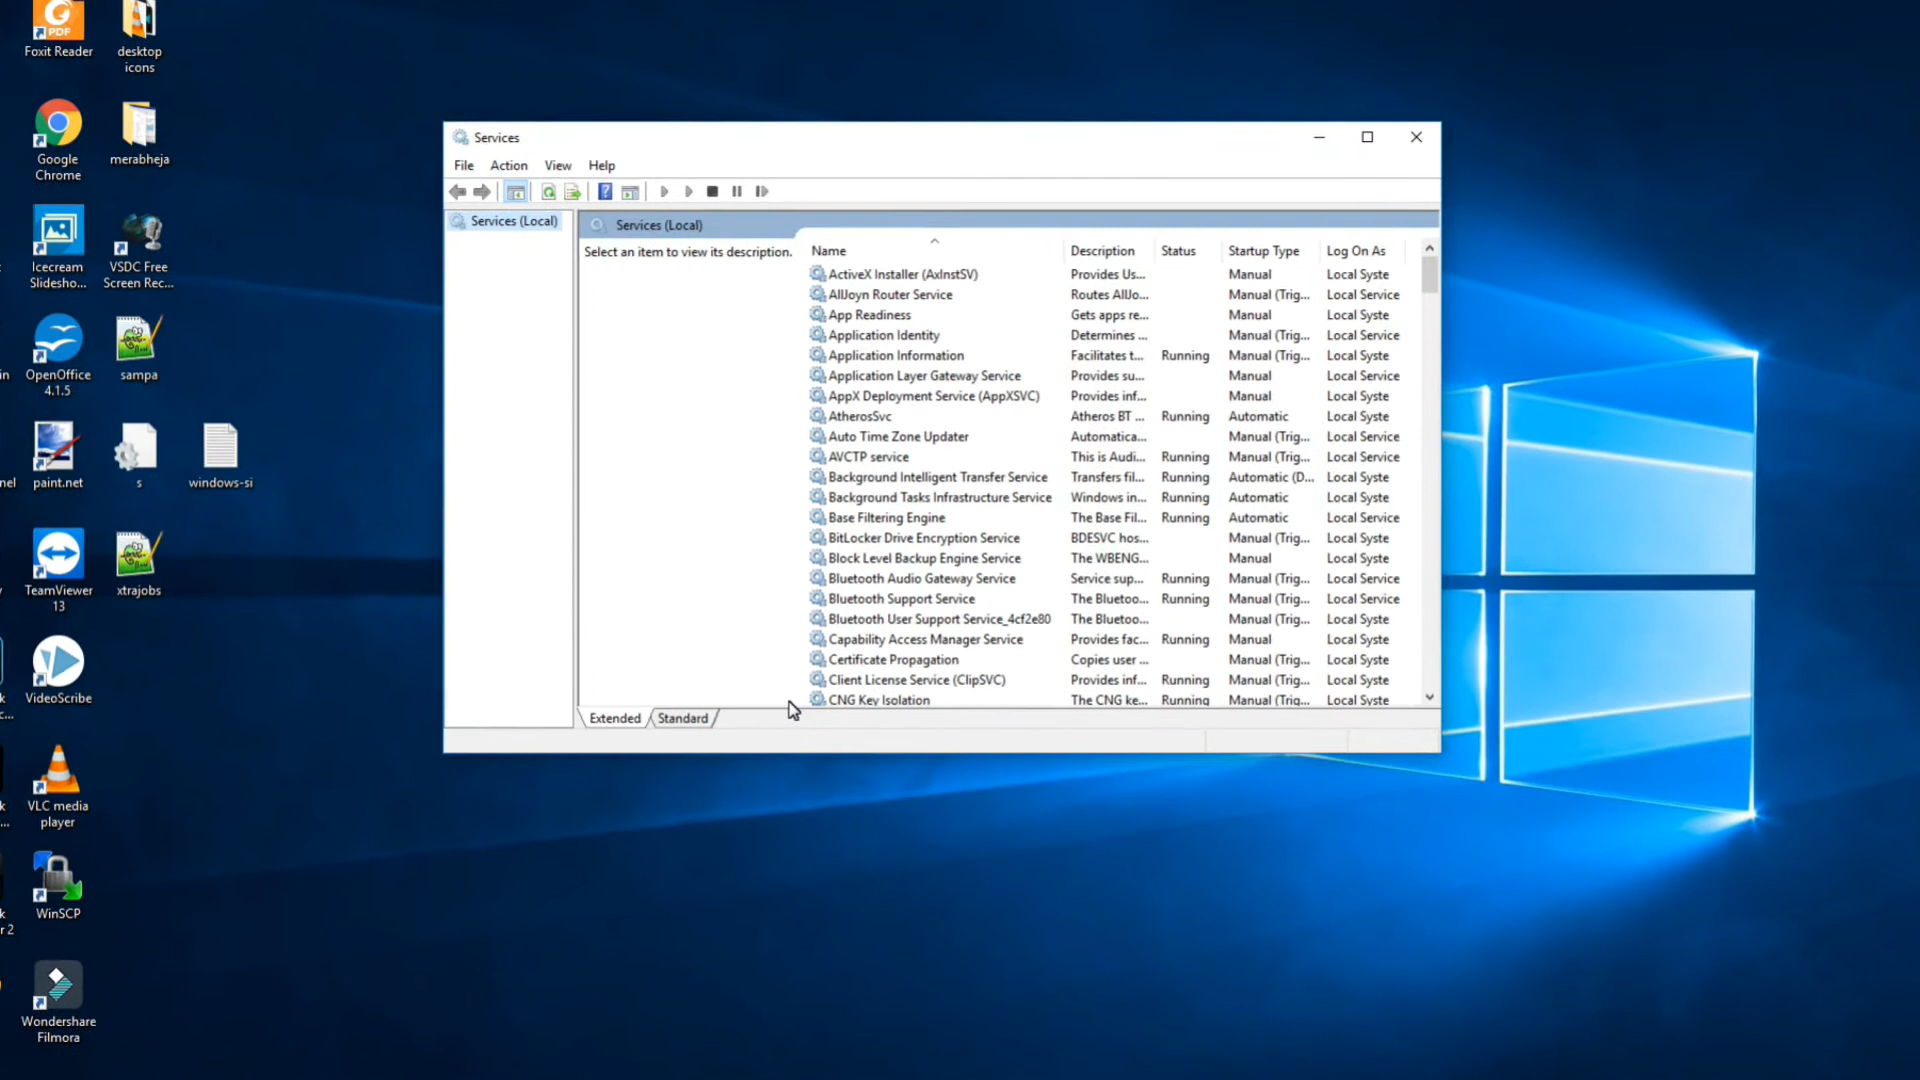 Foxit Reader
desktop
icons
Google
Chrome
merabheja
Icecream
Slidesho...
VSDC Free
Screen Rec...
OpenOffice
4.1.5
sampa
paint.net
s
windows-si
TeamViewer
13
xtrajobs
VideoScribe
VLC media
player
WinSCP
Wondershare
Filmora
Services
File Action View Help
Services (Local)
Services (Local)
Select an item to view its description.
Name Description Status Startup Type Log On As
ActiveX Installer (AxInstSV) Provides Us... Manual Local Syste
AllJoyn Router Service Routes AllJo... Manual (Trig... Local Service
App Readiness Gets apps re... Manual Local Syste
Application Identity Determines ... Manual (Trig... Local Service
Application Information Facilitates t... Running Manual (Trig... Local Syste
Application Layer Gateway Service Provides su... Manual Local Service
AppX Deployment Service (AppXSVC) Provides inf... Manual Local Syste
AtherosSvc Atheros BT ... Running Automatic Local Syste
Auto Time Zone Updater Automatica... Manual (Trig... Local Service
AVCTP service This is Audi... Running Manual (Trig... Local Service
Background Intelligent Transfer Service Transfers fil... Running Automatic (D... Local Syste
Background Tasks Infrastructure Service Windows in... Running Automatic Local Syste
Base Filtering Engine The Base Fil... Running Automatic Local Service
BitLocker Drive Encryption Service BDESVC hos... Manual (Trig... Local Syste
Block Level Backup Engine Service The WBENG... Manual Local Syste
Bluetooth Audio Gateway Service Service sup... Running Manual (Trig... Local Service
Bluetooth Support Service The Bluetoo... Running Manual (Trig... Local Service
Bluetooth User Support Service_4cf2e80 The Bluetoo... Manual (Trig... Local Syste
Capability Access Manager Service Provides fac... Running Manual Local Syste
Certificate Propagation Copies user ... Manual (Trig... Local Syste
Client License Service (ClipSVC) Provides inf... Running Manual (Trig... Local Syste
CNG Key Isolation The CNG ke... Running Manual (Trig... Local Syste
Extended Standard